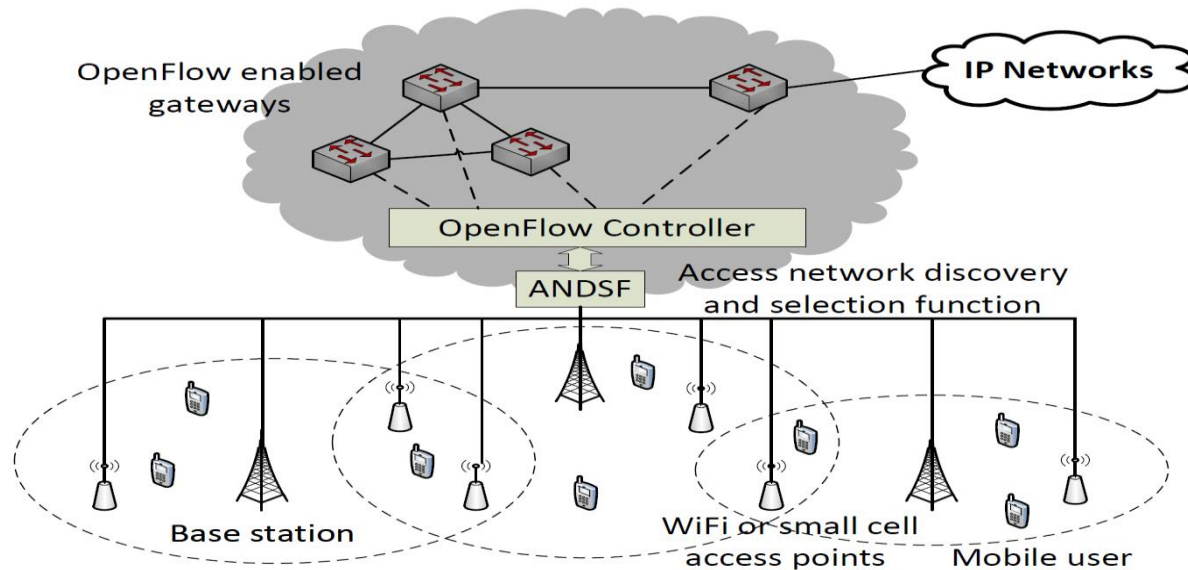 OpenFlow enabled
gateways
IP Networks
OpenFlow Controller
ANDSF
Access network discovery
and selection function
Base station
WiFi or small cell
access points
Mobile user